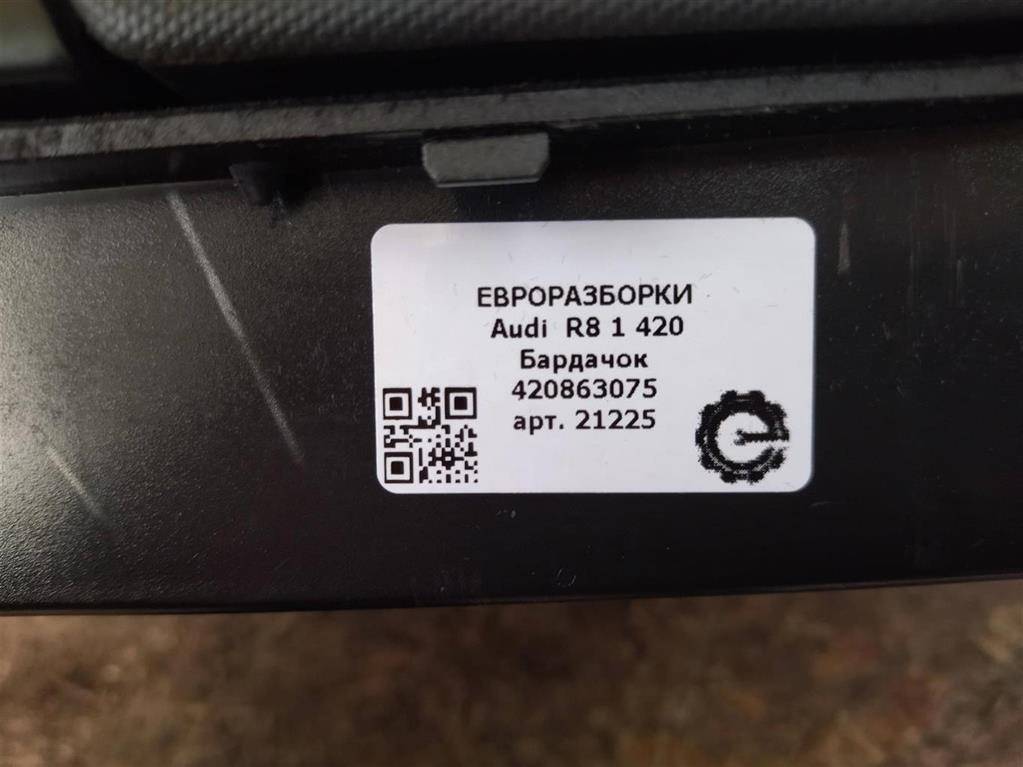 ЕВРОРАЗБОРКИ
Audi R8 1 420
Бардачок
420863075
арт. 21225